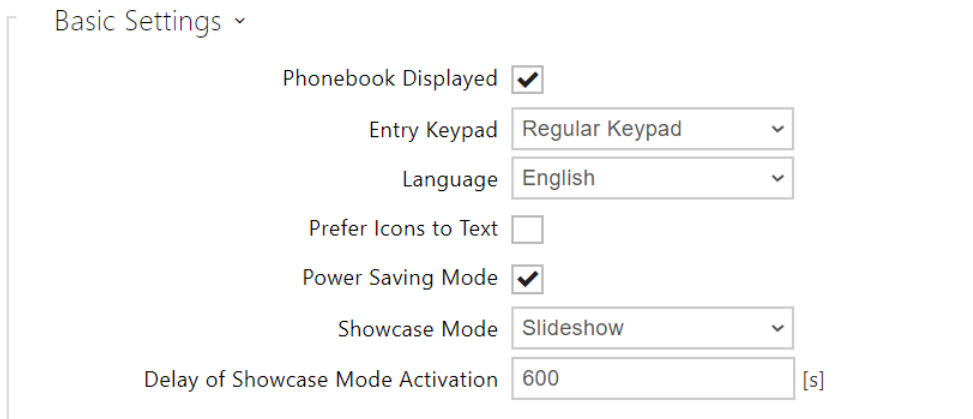 Basic Settings
Phonebook Displayed
Entry Keypad Regular Keypad
Language English
Prefer Icons to Text
Power Saving Mode
Showcase Mode Slideshow
Delay of Showcase Mode Activation 600 [s]